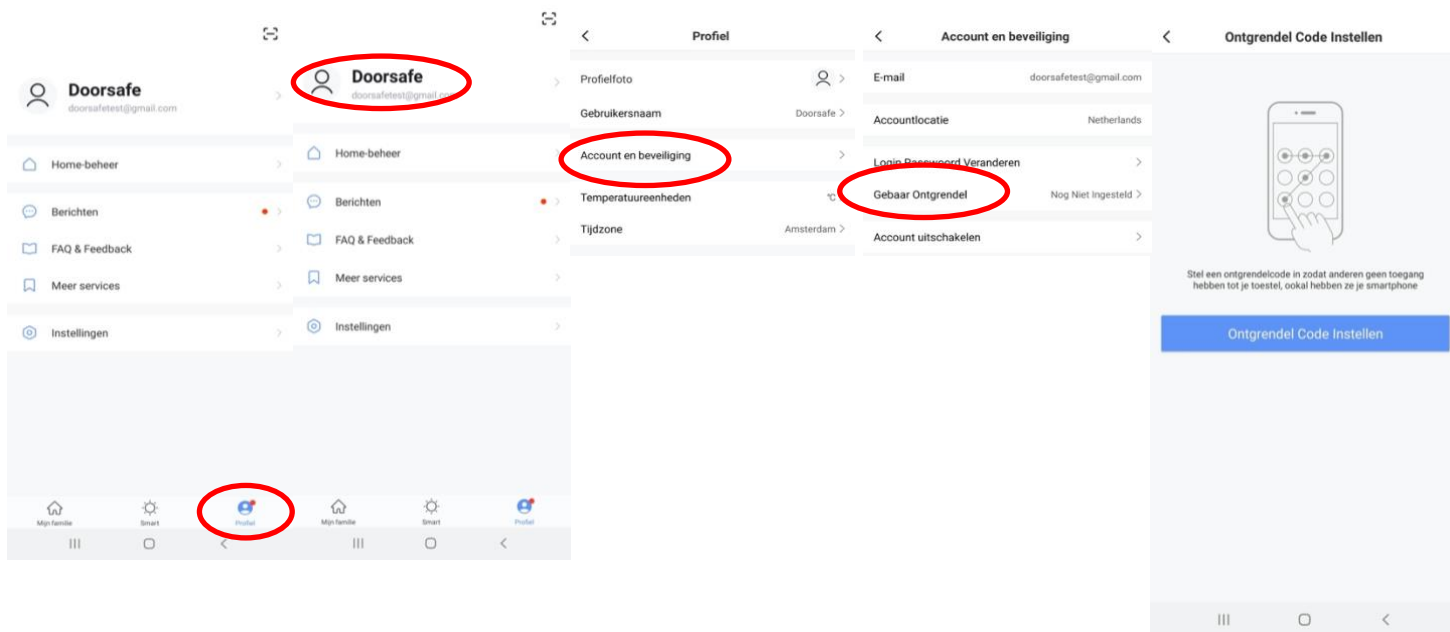 Doorsafe
doorsafetest@gmail.com
Home-beheer
Berichten
FAQ & Feedback
Meer services
Instellingen
Mijn familie
Smart
Profiel
Doorsafe
doorsafetest@gmail.com
Home-beheer
Berichten
FAQ & Feedback
Meer services
Instellingen
Mijn familie
Smart
Profiel
Profiel
Profielfoto
Gebruikersnaam Doorsafe
Account en beveiliging
Temperatuureenheden °C
Tijdzone Amsterdam
Account en beveiliging
E-mail doorsafetest@gmail.com
Accountlocatie Netherlands
Login Passwoord Veranderen
Gebaar Ontgrendel Nog Niet Ingesteld
Account uitschakelen
Ontgrendel Code Instellen
Stel een ontgrendelcode in zodat anderen geen toegang
hebben tot je toestel, ookal hebben ze je smartphone
Ontgrendel Code Instellen